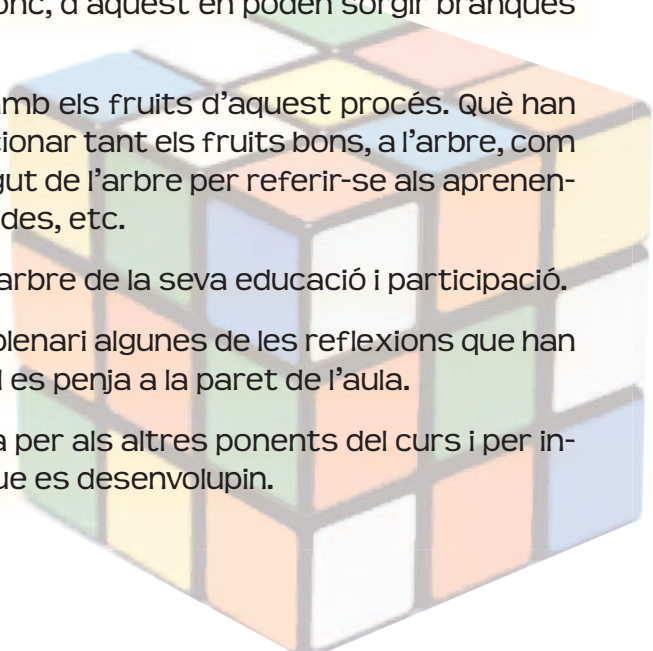 onc, d'aquest en poden sorgir branques
mb els fruits d'aquest procés. Què han
cionar tant els fruits bons, a l'arbre, com
gut de l'arbre per referir-se als aprenen-
des, etc.
arbre de la seva educació i participació.
plenari algunes de les reflexions que han
l es penja a la paret de l'aula.
a per als altres ponents del curs i per in-
ue es desenvolupin.